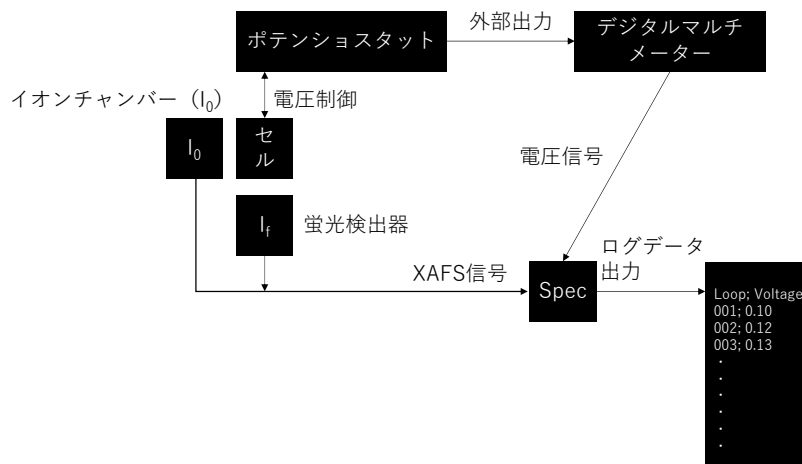 ポテンショスタット
外部出力
デジタルマルチ
メーター
イオンチャンバー（I0）
電圧制御
I0
セ
ル
電圧信号
If
蛍光検出器
XAFS信号
Spec
ログデータ
出力
Loop; Voltage
001; 0.10
002; 0.12
003; 0.13
・
・
・
・
・
・